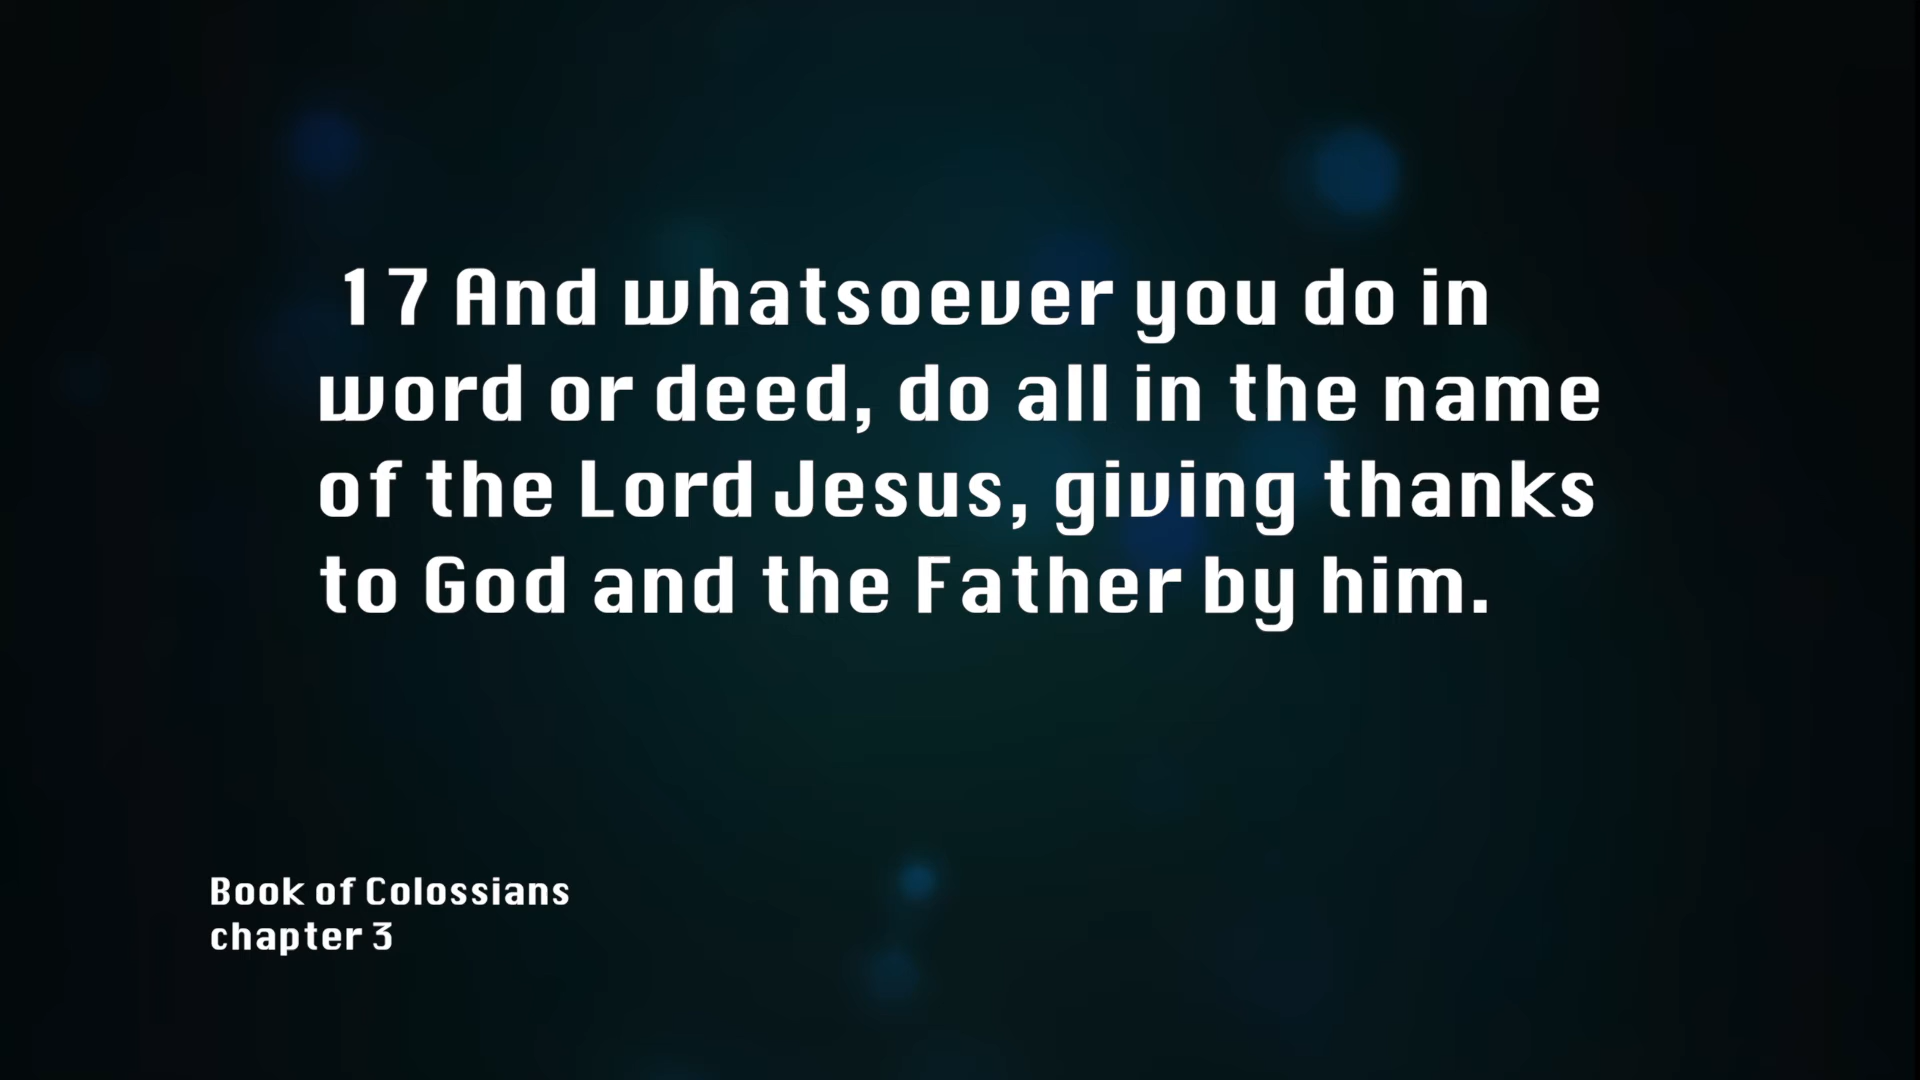 17 And whatsoever you do in
word or deed, do all in the name
of the Lord Jesus, giving thanks
to God and the Father by him.
Book of Colossians
chapter 3